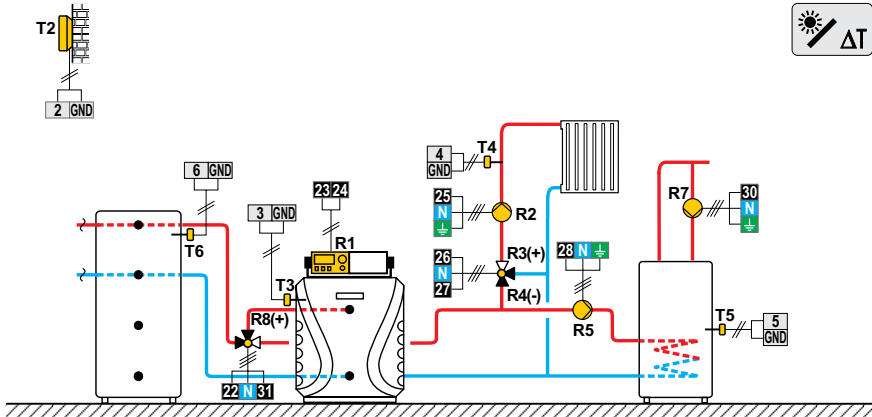 T2
ΔT
2 GND
6 GND
T6
3 GND
23 24
R1
T3
R8(+)
22 N 31
4
GND
T4
25
N
R2
26
N
27
R3(+)
R4(-)
28 N
R5
R7
30
N
T5
5
GND